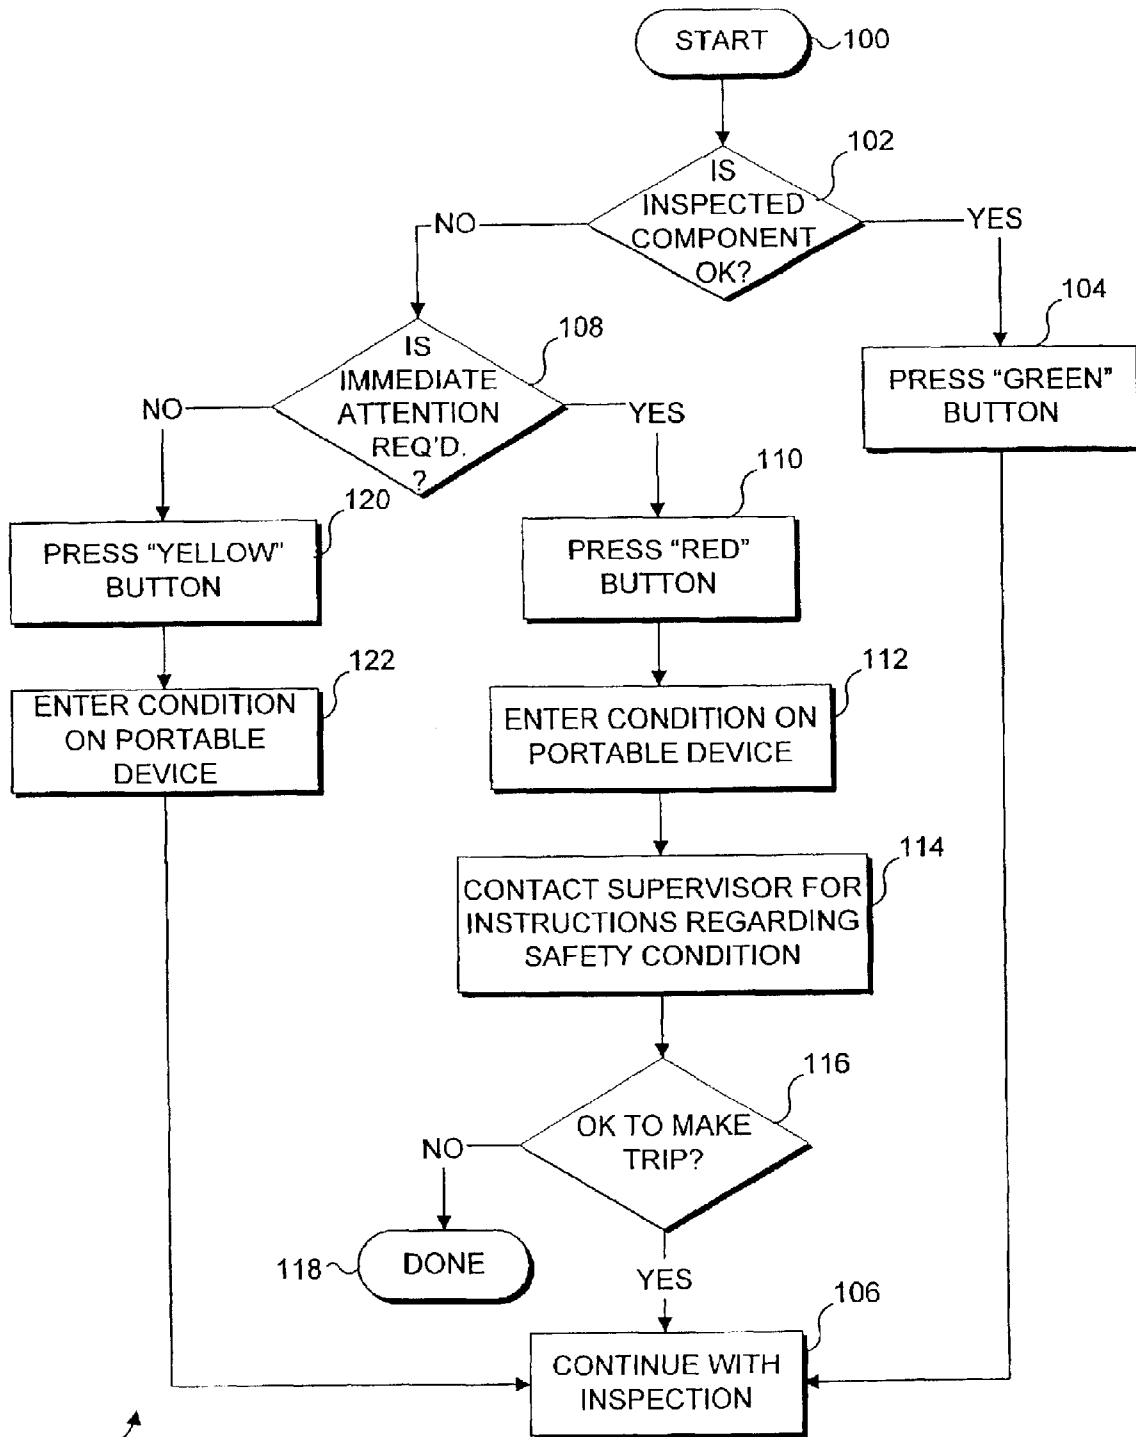 START
100
102
IS
INSPECTED
COMPONENT
OK?
NO
YES
104
PRESS “GREEN”
BUTTON
108
IS
IMMEDIATE
ATTENTION
REQ'D.
?
NO
YES
120
PRESS “YELLOW”
BUTTON
110
PRESS “RED”
BUTTON
122
ENTER CONDITION
ON PORTABLE
DEVICE
112
ENTER CONDITION ON
PORTABLE DEVICE
114
CONTACT SUPERVISOR FOR
INSTRUCTIONS REGARDING
SAFETY CONDITION
116
OK TO MAKE
TRIP?
NO
118
DONE
YES
106
CONTINUE WITH
INSPECTION